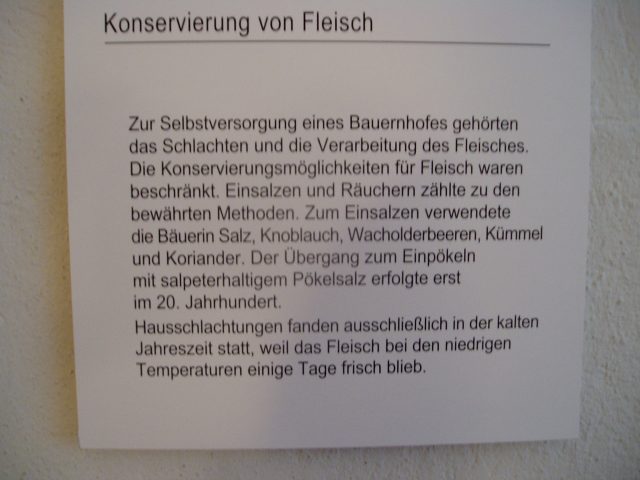 Konservierung von Fleisch
Zur Selbstversorgung eines Bauernhofes gehörten
das Schlachten und die Verarbeitung des Fleisches.
Die Konservierungsmöglichkeiten für Fleisch waren
beschränkt. Einsalzen und Räuchern zählte zu den
bewährten Methoden. Zum Einsalzen verwendete
die Bäuerin Salz, Knoblauch, Wacholderbeeren, Kümmel
und Koriander. Der Übergang zum Einpökeln
mit salpeterhaltigem Pökelsalz erfolgte erst
im 20. Jahrhundert.
Hausschlachtungen fanden ausschließlich in der kalten
Jahreszeit statt, weil das Fleisch bei den niedrigen
Temperaturen einige Tage frisch blieb.